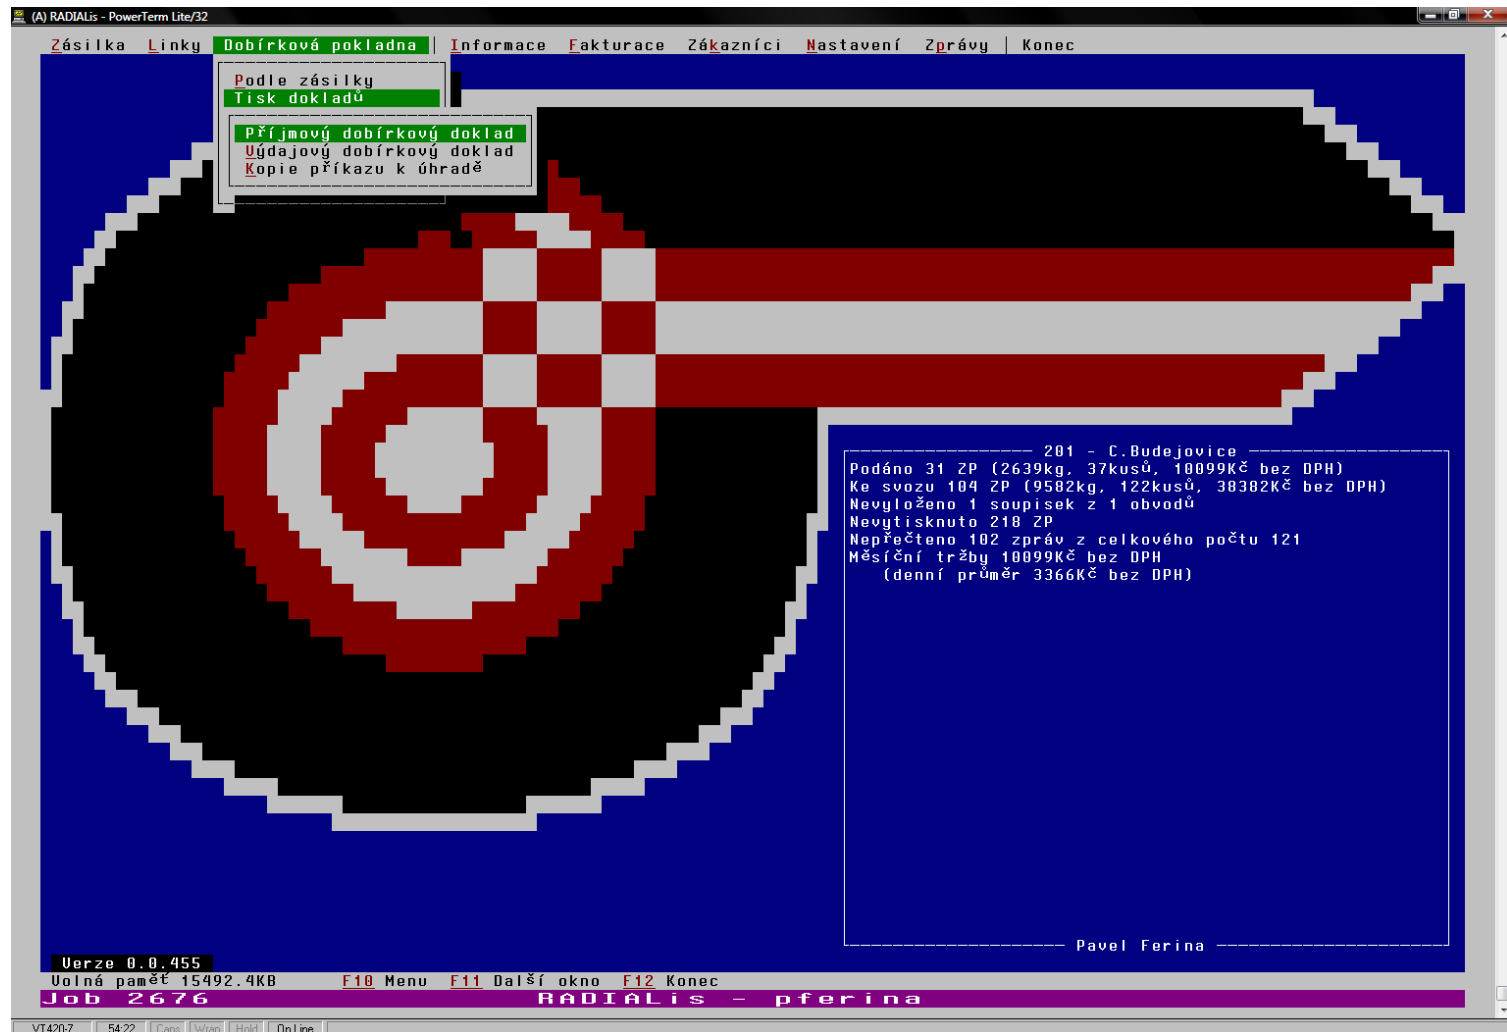 (A) RADIALis - PowerTerm Lite/32
Zásilka Linky Dobírková pokladna | Informace Fakturace Zákazníci Nastavení Zprávy | Konec
Podle zásilky
Tisk dokladů
Příjmový dobírkový doklad
Výdajový dobírkový doklad
Kopie příkazu k úhradě
201 - C.Budejovice
Podáno 31 ZP (2639kg, 37kusů, 10099Kč bez DPH)
Ke svozu 104 ZP (9582kg, 122kusů, 38382Kč bez DPH)
Nevyloženo 1 soupisek z 1 obvodů
Nevytisknuto 218 ZP
Nepřečteno 102 zpráv z celkového počtu 121
Měsíční tržby 10099Kč bez DPH
(denní průměr 3366Kč bez DPH)
Pavel Ferina
Verze 0.0.455
Volná paměť 15492.4KB F10 Menu F11 Další okno F12 Konec
Job 2676 RADIALis - pferina
VT420-7 54:22 Caps Wrap Hold On Line